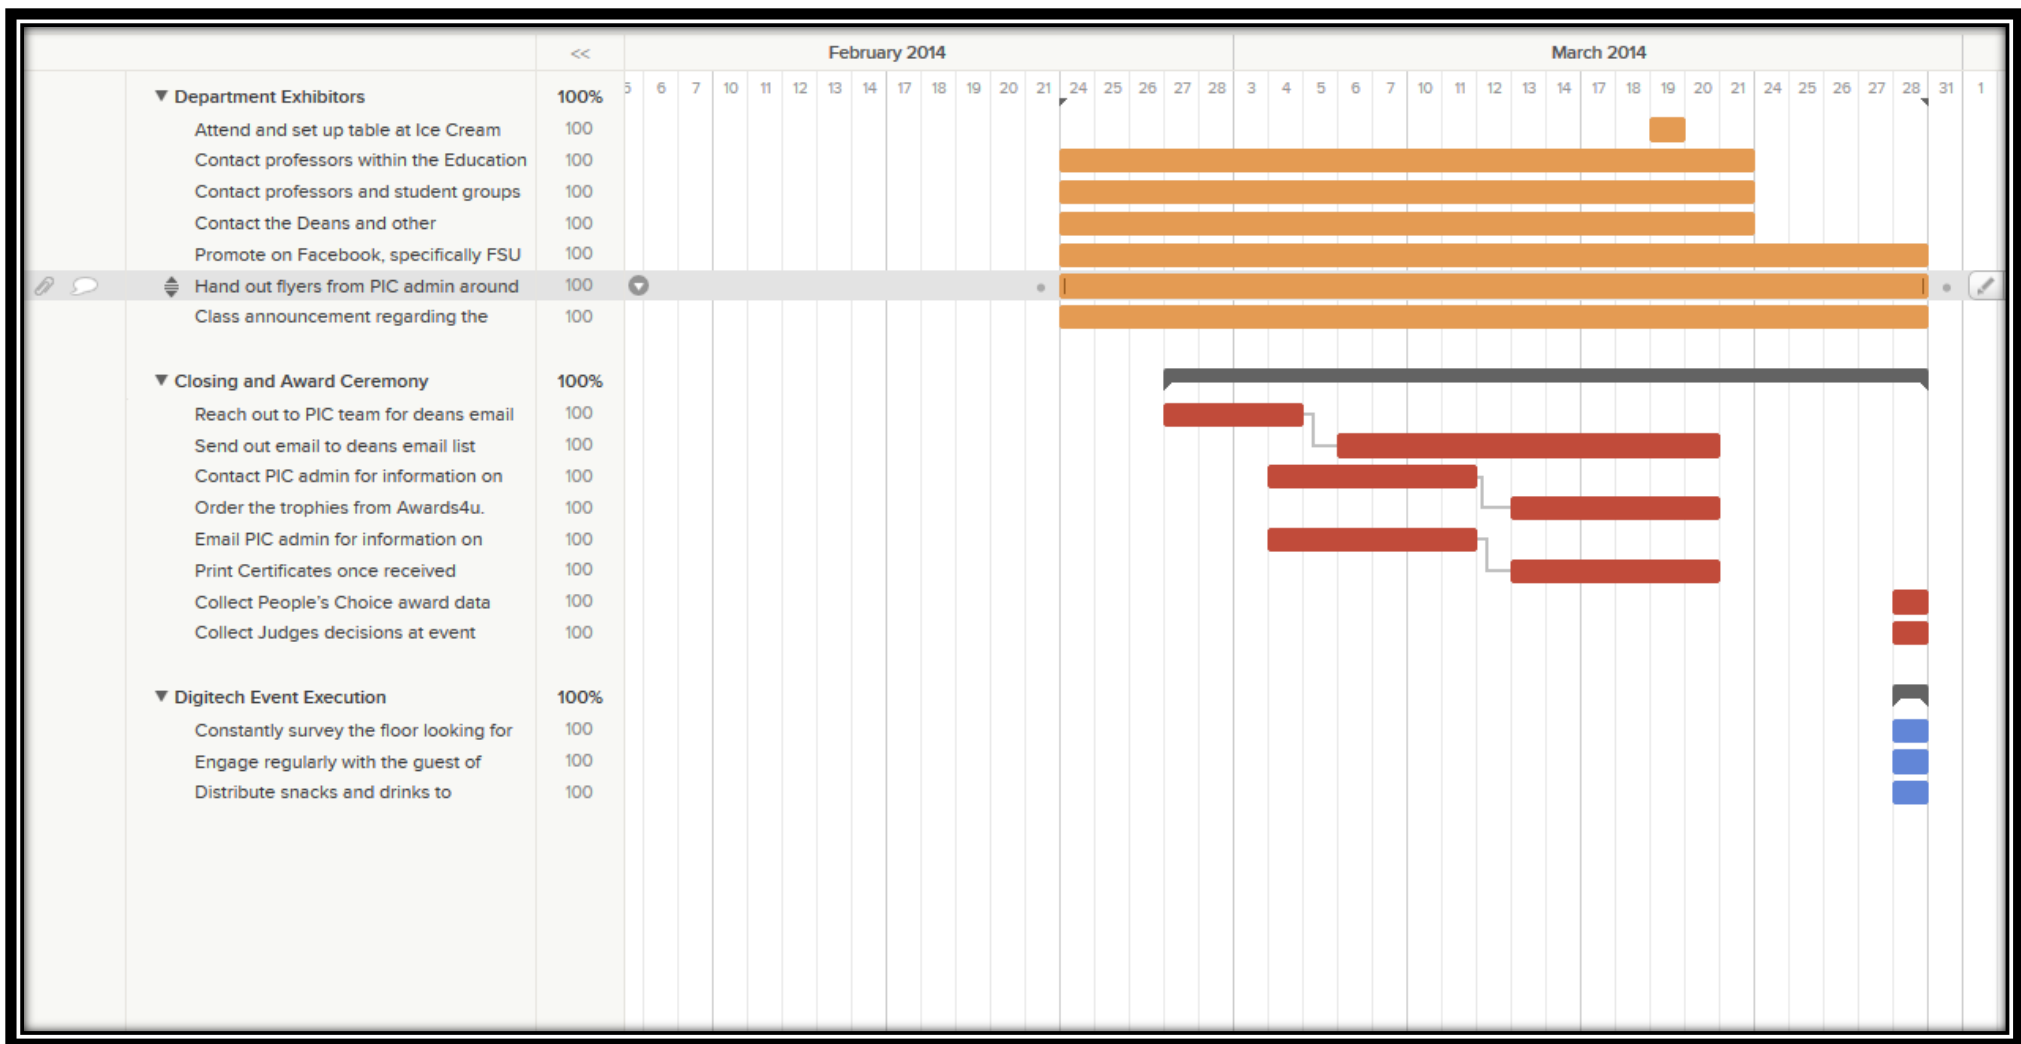 << February 2014 March 2014
5 6 7 10 11 12 13 14 17 18 19 20 21 24 25 26 27 28 3 4 5 6 7 10 11 12 13 14 17 18 19 20 21 24 25 26 27 28 31 1
Department Exhibitors 100%
Attend and set up table at Ice Cream 100
Contact professors within the Education 100
Contact professors and student groups 100
Contact the Deans and other 100
Promote on Facebook, specifically FSU 100
Hand out flyers from PIC admin around 100
Class announcement regarding the 100
Closing and Award Ceremony 100%
Reach out to PIC team for deans email 100
Send out email to deans email list 100
Contact PIC admin for information on 100
Order the trophies from Awards4u. 100
Email PIC admin for information on 100
Print Certificates once received 100
Collect People's Choice award data 100
Collect Judges decisions at event 100
Digitech Event Execution 100%
Constantly survey the floor looking for 100
Engage regularly with the guest of 100
Distribute snacks and drinks to 100